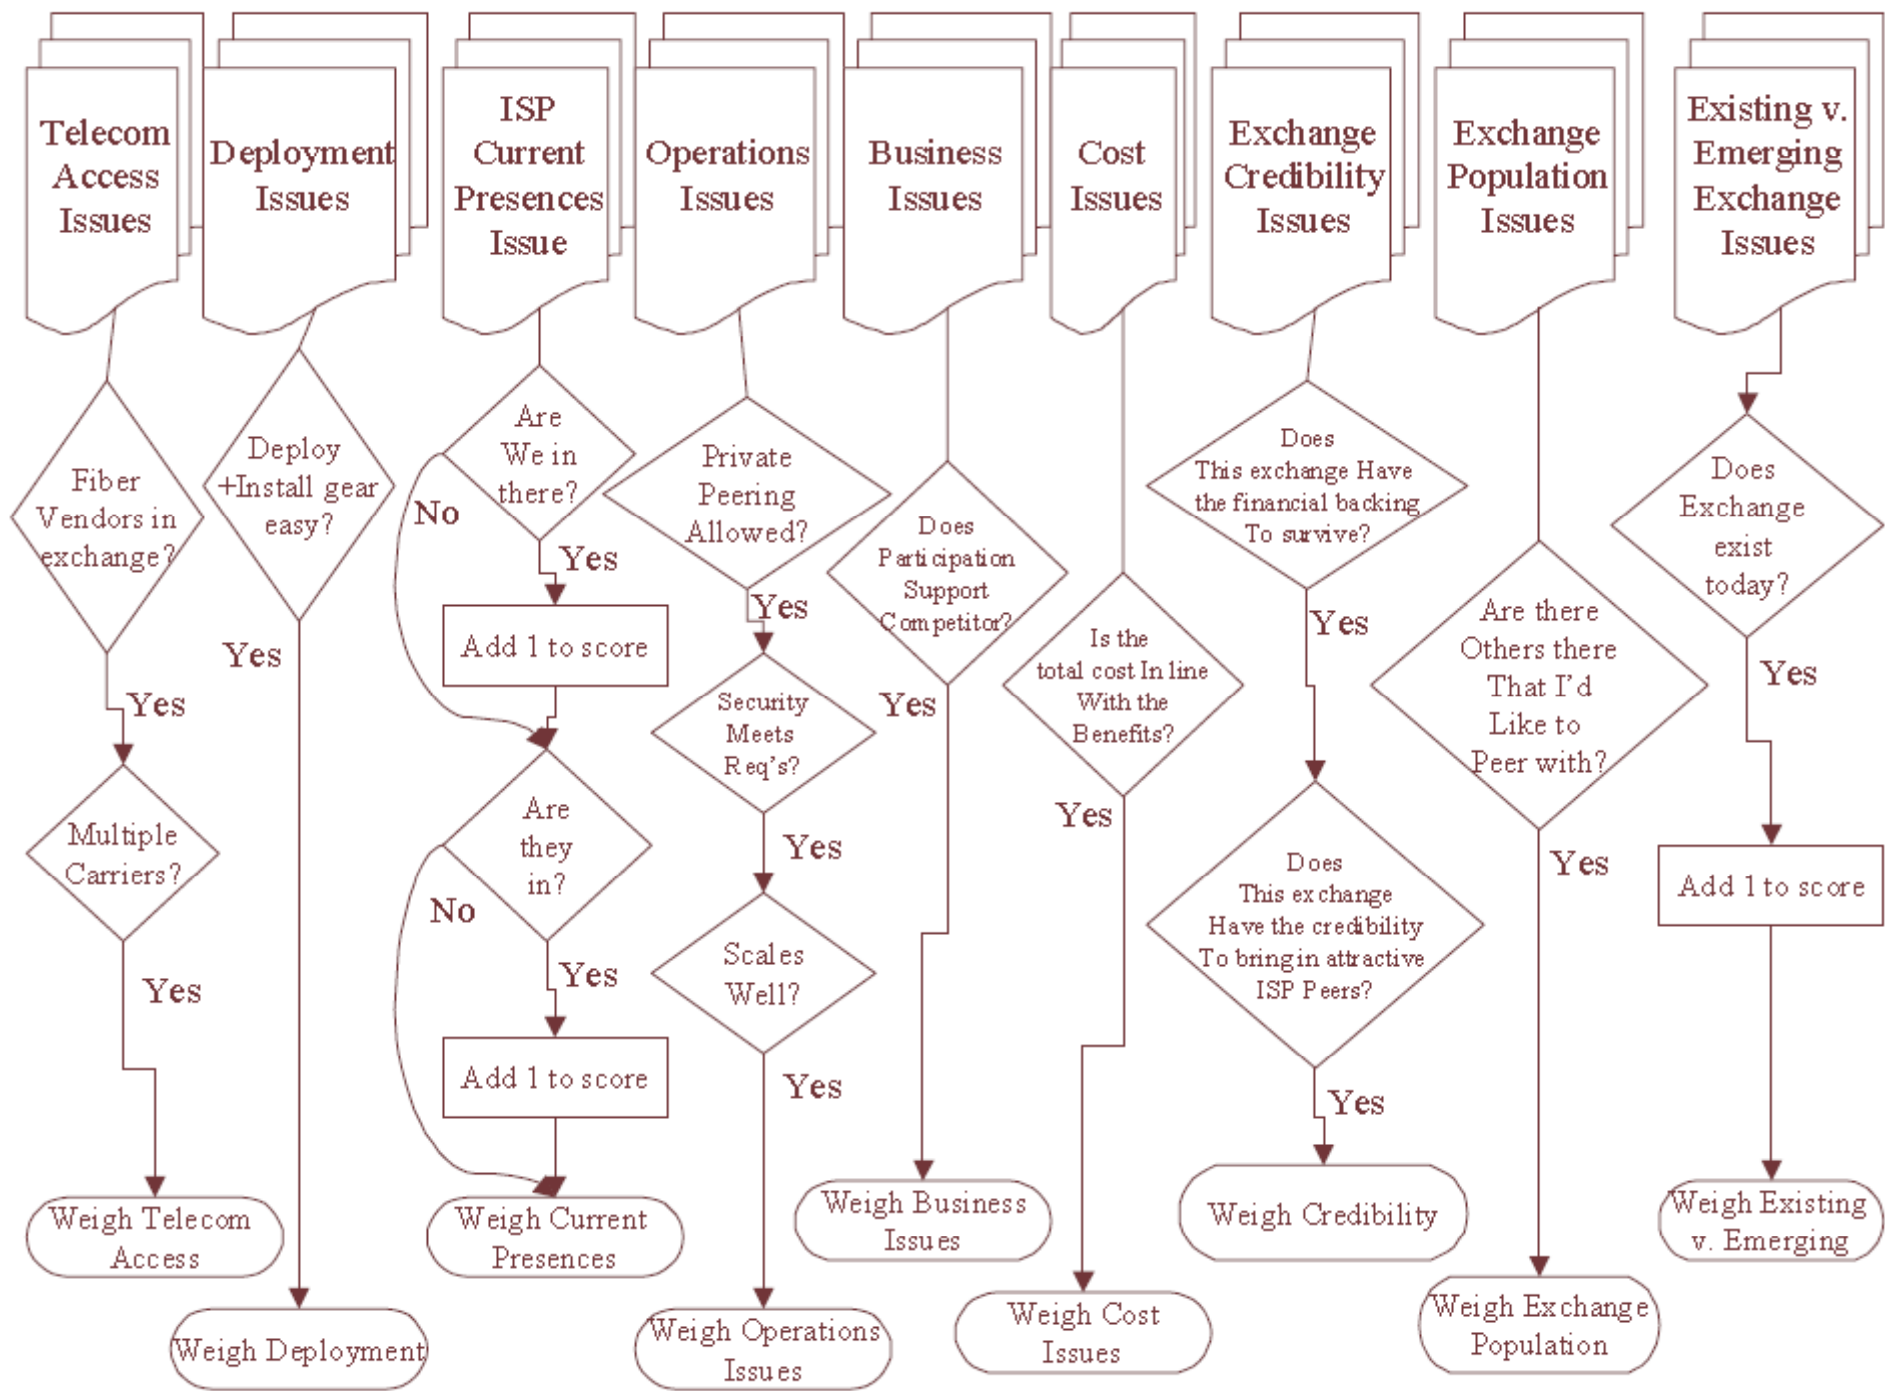 Telecom
Access
Issues
Deployment
Issues
ISP
Current
Presences
Issue
Operations
Issues
Business
Issues
Cost
Issues
Exchange
Credibility
Issues
Exchange
Population
Issues
Existing v.
Emerging
Exchange
Issues
Fiber
Vendors in
exchange?
Yes
Multiple
Carriers?
Yes
Weigh Telecom
Access
Deploy
+Install gear
easy?
Yes
Weigh Deployment
Are
We in
there?
No
Yes
Add 1 to score
Are
they
in?
No
Yes
Add 1 to score
Weigh Current
Presences
Private
Peering
Allowed?
Yes
Security
Meets
Req's?
Yes
Scales
Well?
Yes
Weigh Operations
Issues
Does
Participation
Support
Competitor?
Yes
Weigh Business
Issues
Is the
total cost In line
With the
Benefits?
Yes
Weigh Cost
Issues
Does
This exchange Have
the financial backing
To survive?
Yes
Does
This exchange
Have the credibility
To bring in attractive
ISP Peers?
Yes
Weigh Credibility
Are there
Others there
That I'd
Like to
Peer with?
Yes
Weigh Exchange
Population
Does
Exchange
exist
today?
Yes
Add 1 to score
Weigh Existing
v. Emerging